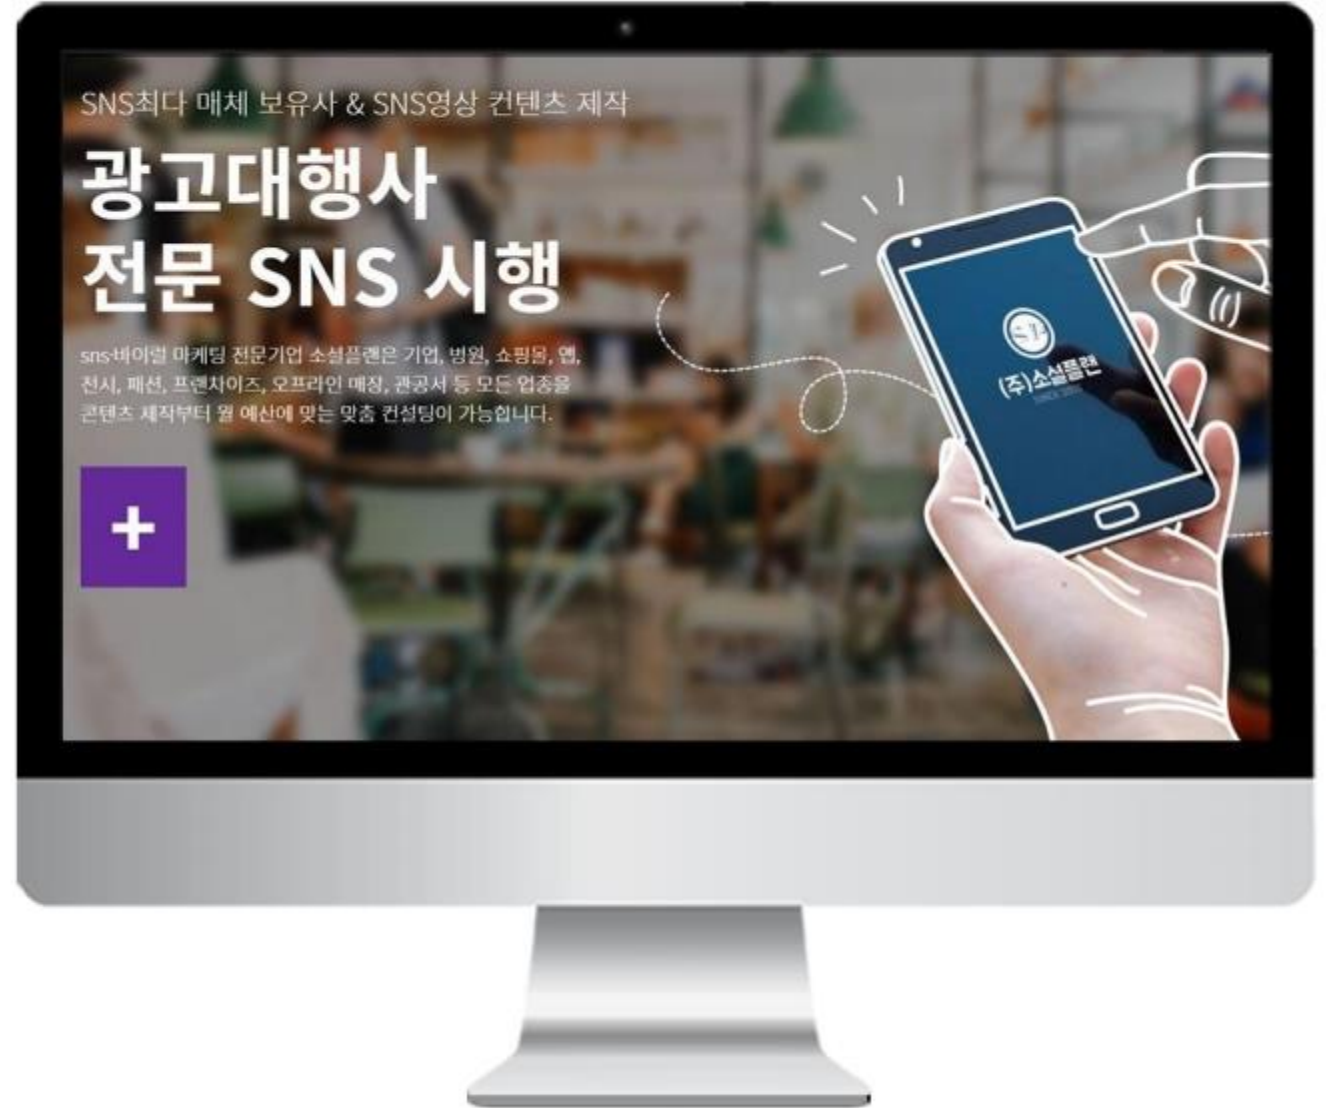 SNS최다 매체 보유사 & SNS영상 컨텐츠 제작
광고대행사
전문 SNS 시행
sns·바이럴 마케팅 전문기업 소셜플랜은 기업, 병원, 쇼핑몰, 앱,
전시, 패션, 프랜차이즈, 오프라인 매장, 관공서 등 모든 업종을
콘텐츠 제작부터 월 예산에 맞는 맞춤 컨설팅이 가능합니다.
+
(주)소셜플랜